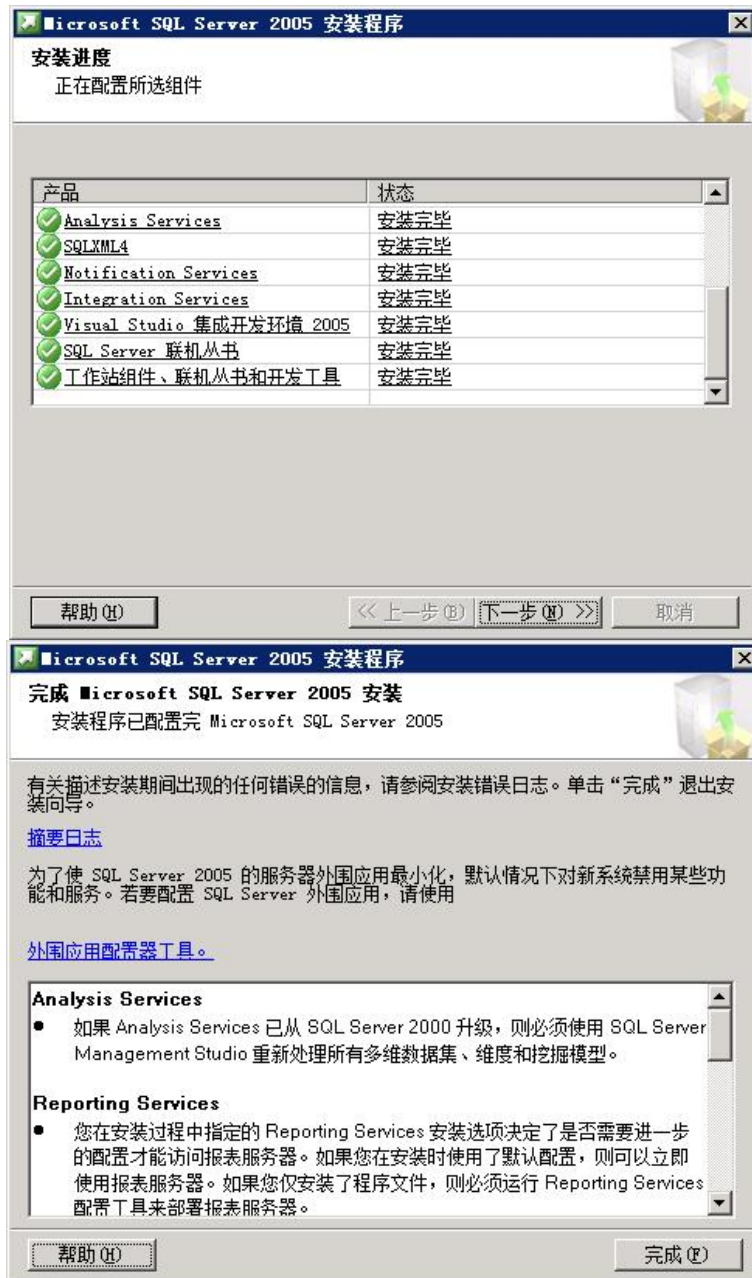 Microsoft SQL Server 2005 安装程序
安装进度
正在配置所选组件
产品 状态
Analysis Services 安装完毕
SQLXML4 安装完毕
Notification Services 安装完毕
Integration Services 安装完毕
Visual Studio 集成开发环境 2005 安装完毕
SQL Server 联机丛书 安装完毕
工作站组件、联机丛书和开发工具 安装完毕
帮助(H) << 上一步(B) 下一步(N) >> 取消
Microsoft SQL Server 2005 安装程序
完成 Microsoft SQL Server 2005 安装
安装程序已配置完 Microsoft SQL Server 2005
有关描述安装期间出现的任何错误的信息，请参阅安装错误日志。单击“完成”退出安
装向导。
摘要日志
为了使 SQL Server 2005 的服务器外围应用最小化，默认情况下对新系统禁用某些功
能和服务。若要配置 SQL Server 外围应用，请使用
外围应用配置器工具。
Analysis Services
● 如果 Analysis Services 已从 SQL Server 2000 升级，则必须使用 SQL Server
Management Studio 重新处理所有多维数据集、维度和挖掘模型。
Reporting Services
● 您在安装过程中指定的 Reporting Services 安装选项决定了是否需要进一步
的配置才能访问报表服务器。如果您在安装时使用了默认配置，则可以立即
使用报表服务器。如果您仅安装了程序文件，则必须运行 Reporting Services
配置工具来部署报表服务器。
帮助(H) 完成(F)